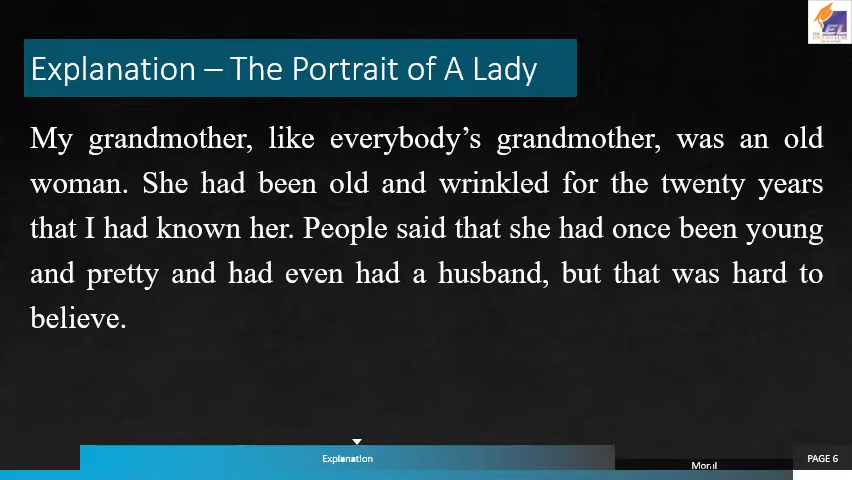 EL
Explanation – The Portrait of A Lady
My grandmother, like everybody’s grandmother, was an old
woman. She had been old and wrinkled for the twenty years
that I had known her. People said that she had once been young
and pretty and had even had a husband, but that was hard to
believe.
Explanation
Moral
PAGE 6